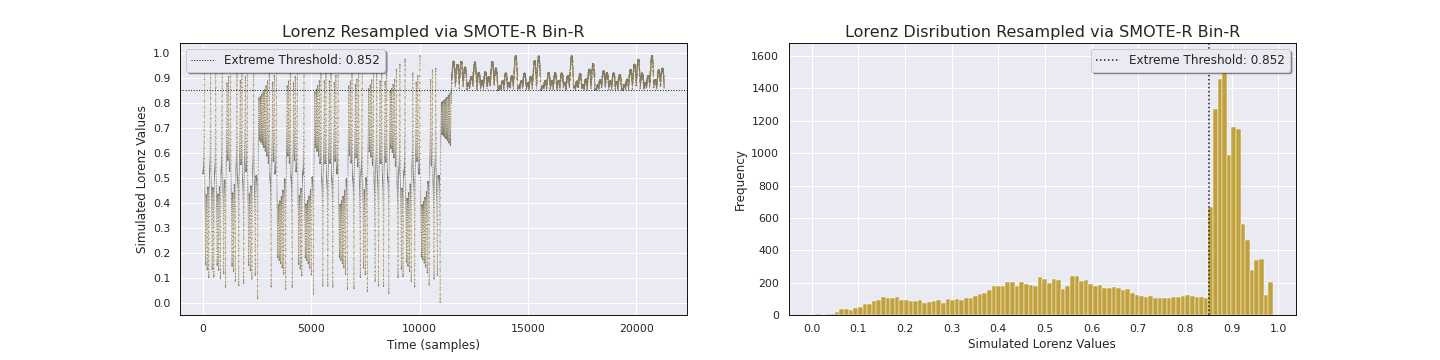 Lorenz Resampled via SMOTE-R Bin-R
Extreme Threshold: 0.852
Simulated Lorenz Values
1.0
0.9
0.8
0.7
0.6
0.5
0.4
0.3
0.2
0.1
0.0
0 5000 10000 15000 20000
Time (samples)
Lorenz Disribution Resampled via SMOTE-R Bin-R
Extreme Threshold: 0.852
Frequency
1600
1400
1200
1000
800
600
400
200
0
0.0 0.1 0.2 0.3 0.4 0.5 0.6 0.7 0.8 0.9 1.0
Simulated Lorenz Values